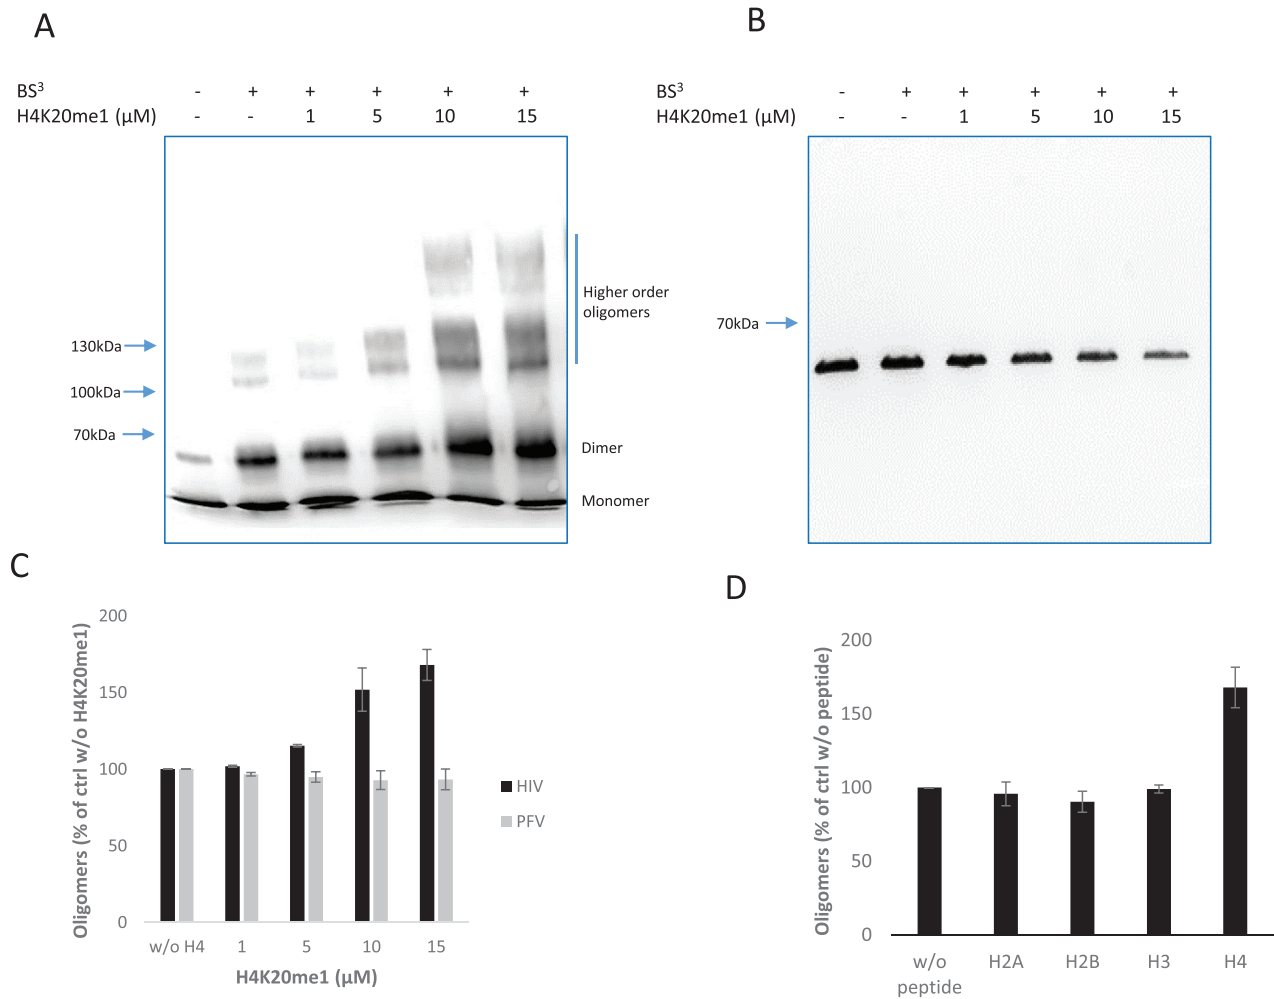 A
BS3 - + + + + +
H4K20me1 (µM) - - 1 5 10 15
130kDa
100kDa
70kDa
Higher order
oligomers
Dimer
Monomer
B
BS3 - + + + + +
H4K20me1 (µM) - - 1 5 10 15
70kDa
C
Oligomers (% of ctrl w/o H4K20me1)
200
150
100
50
0
w/o H4 1 5 10 15
H4K20me1 (µM)
HIV
PFV
D
Oligomers (% of ctrl w/o peptide)
200
150
100
50
0
w/o peptide H2A H2B H3 H4